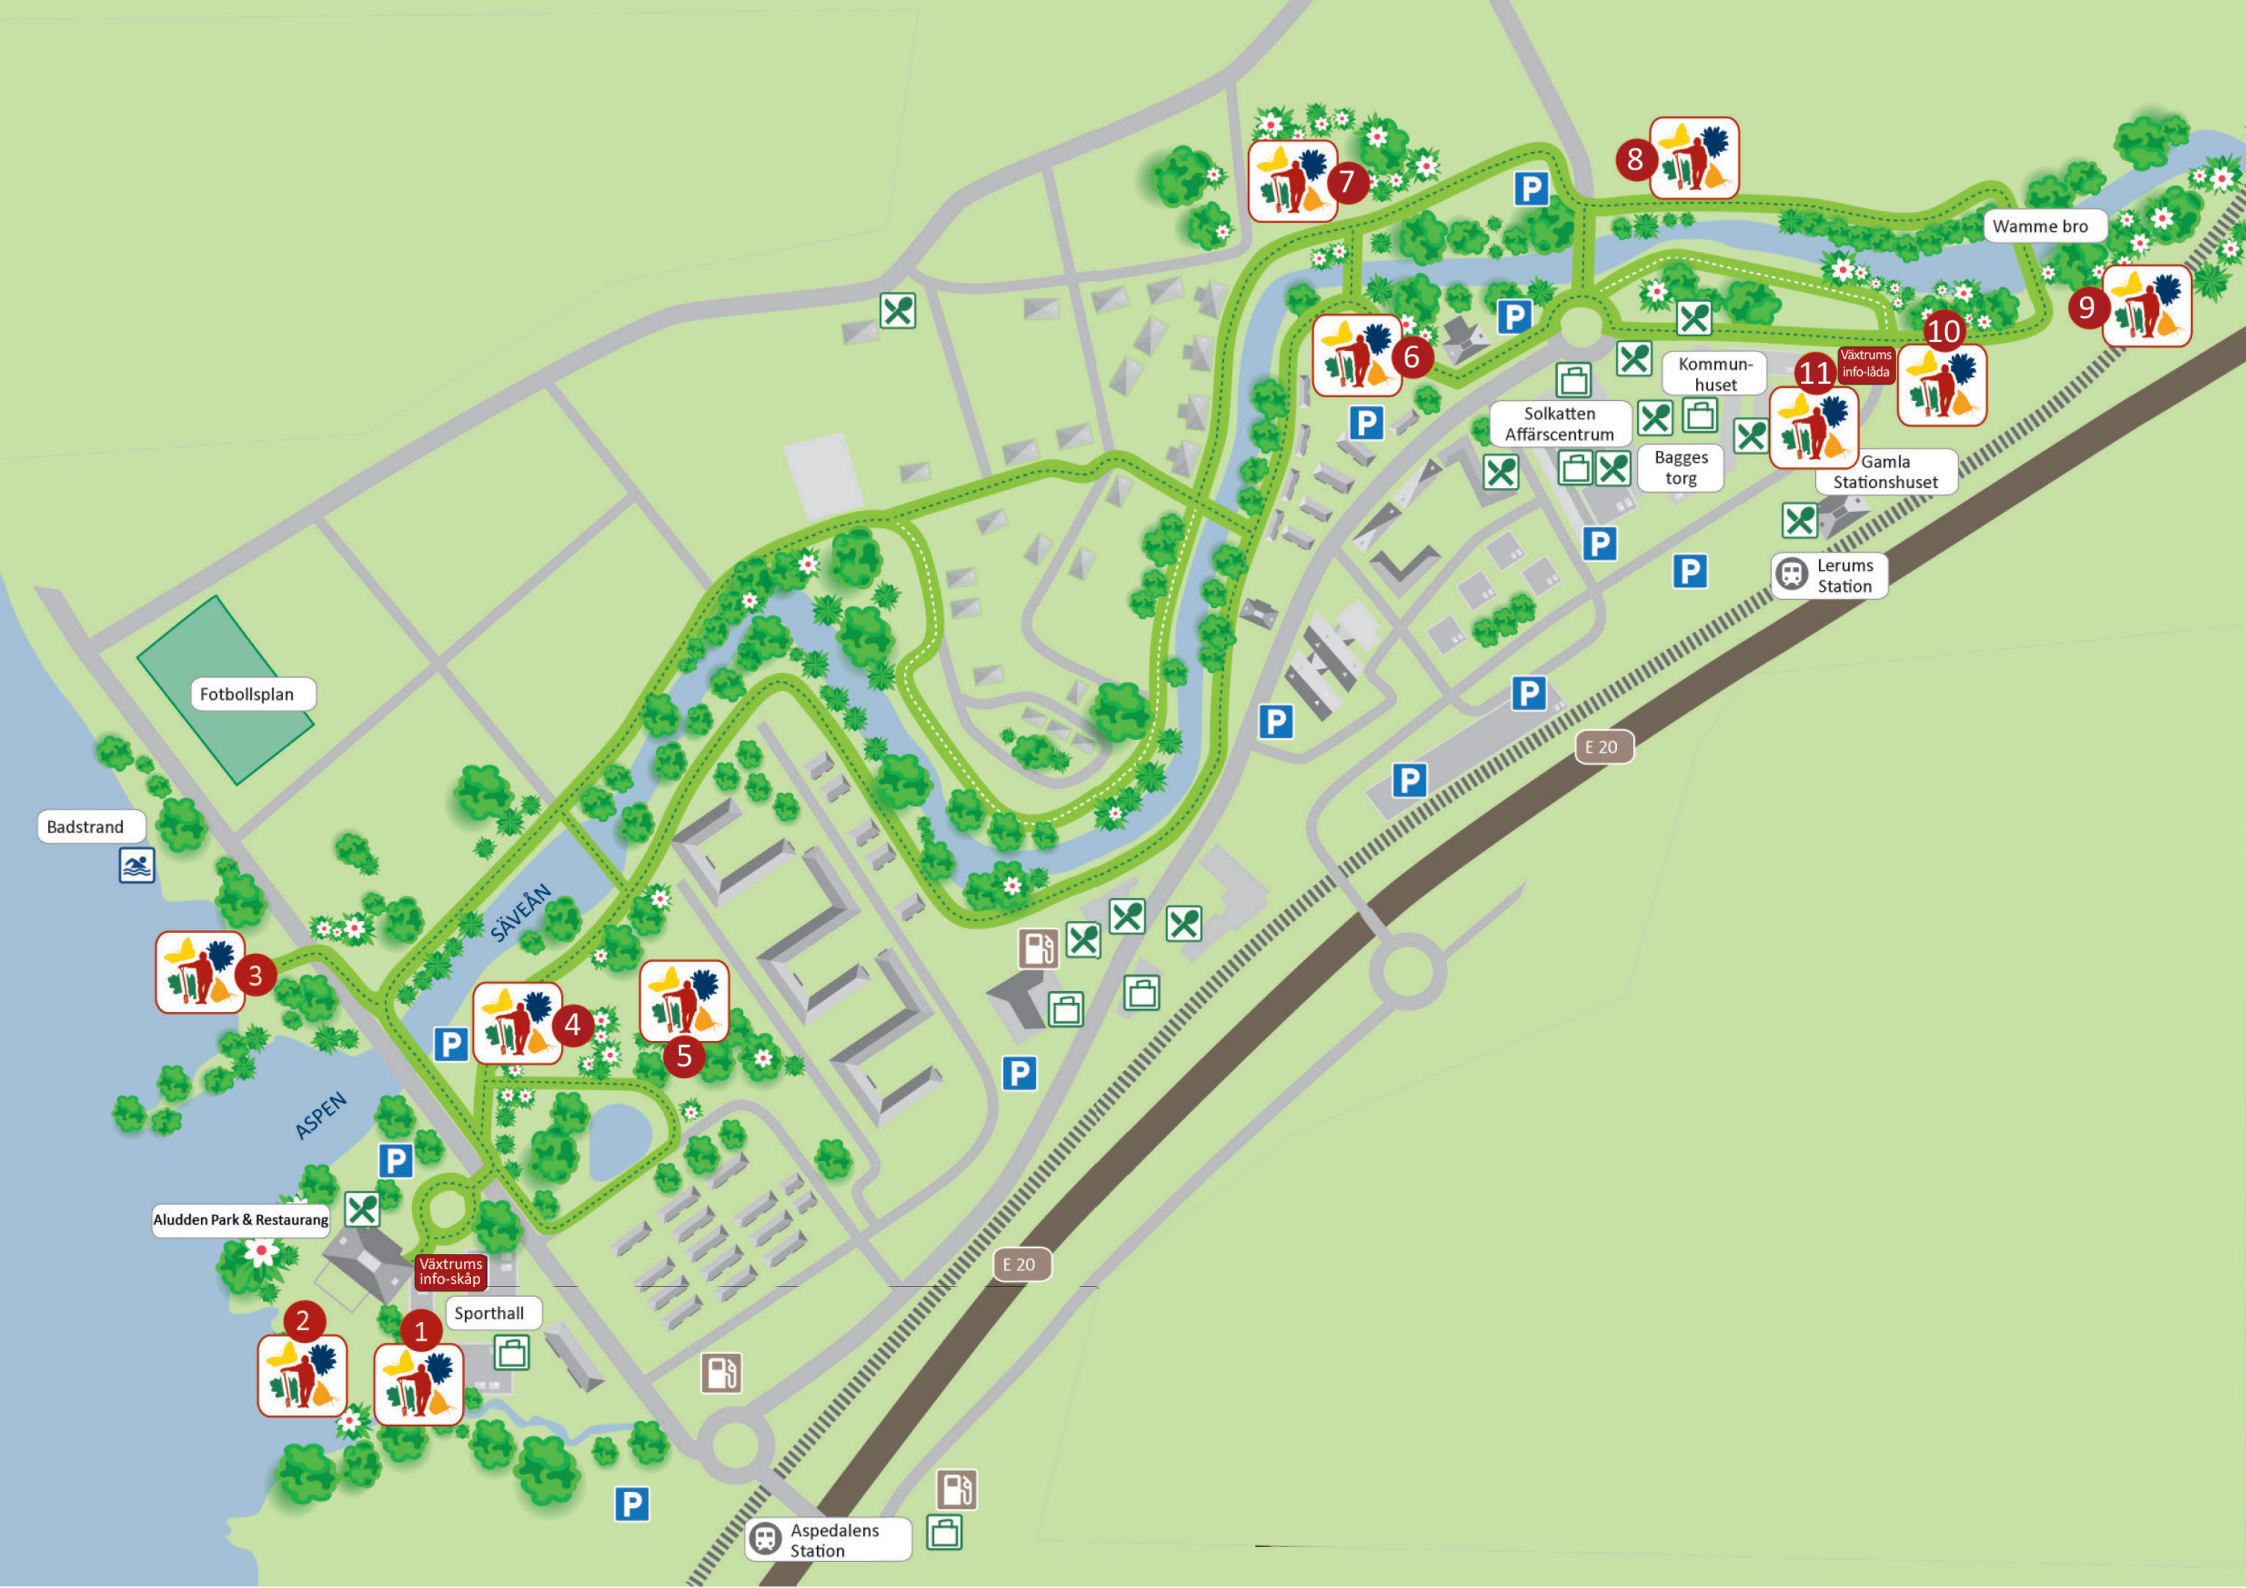 7
8
P
Wamme bro
9
10
P
6
Växtrums
info-låda
11
Kommun-
huset
Solkatten
Affärscentrum
P
Bagges
torg
Gamla
Stationshuset
P
P
Lerums
Station
Fotbollsplan
P
P
E 20
P
Badstrand
SÄVEÅN
3
4
5
P
P
ASPEN
P
Aludden Park & Restaurang
Växtrums
info-skåp
E 20
Sporthall
2
1
P
Aspedalens
Station